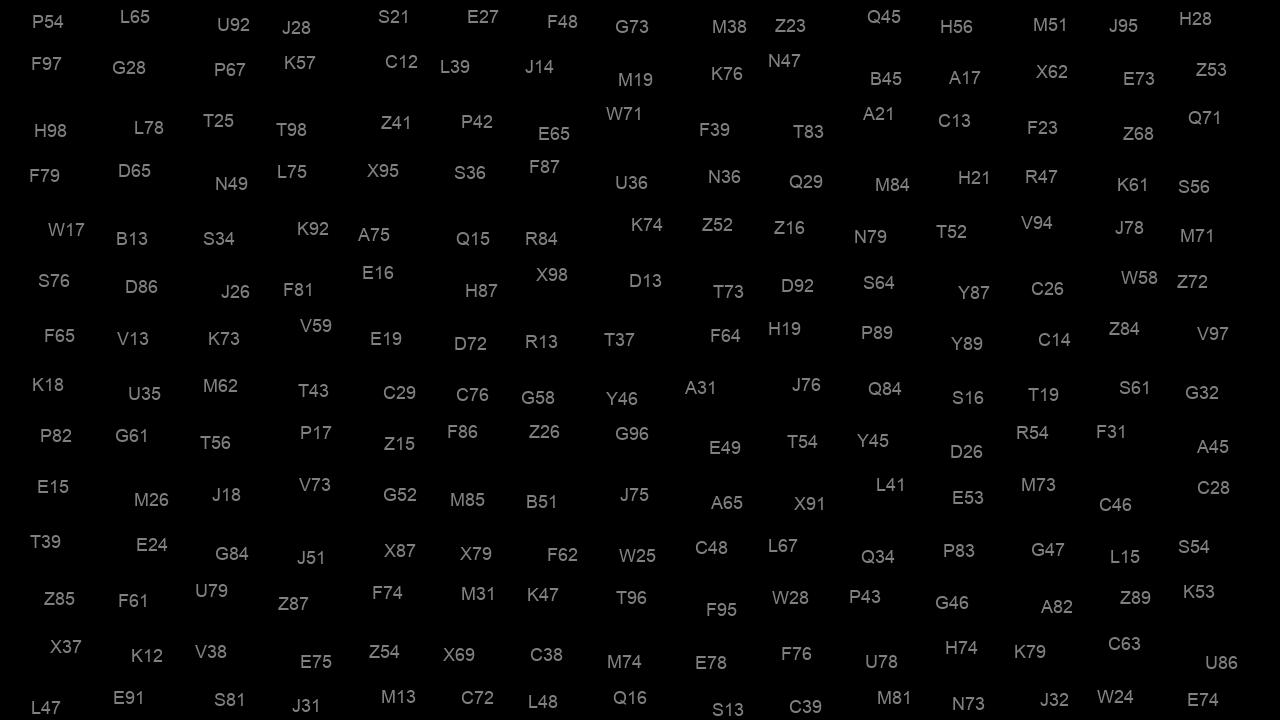 P54 L65 U92 J28 S21 E27 F48 G73 M38 Z23 Q45 H56 M51 J95 H28
F97 G28 P67 K57 C12 L39 J14 M19 K76 N47 B45 A17 X62 E73 Z53
H98 L78 T25 T98 Z41 P42 E65 W71 F39 T83 A21 C13 F23 Z68 Q71
F79 D65 N49 L75 X95 S36 F87 U36 N36 Q29 M84 H21 R47 K61 S56
W17 B13 S34 K92 A75 Q15 R84 K74 Z52 Z16 N79 T52 V94 J78 M71
S76 D86 J26 F81 E16 H87 X98 D13 T73 D92 S64 Y87 C26 W58 Z72
F65 V13 K73 V59 E19 D72 R13 T37 F64 H19 P89 Y89 C14 Z84 V97
K18 U35 M62 T43 C29 C76 G58 Y46 A31 J76 Q84 S16 T19 S61 G32
P82 G61 T56 P17 Z15 F86 Z26 G96 E49 T54 Y45 D26 R54 F31 A45
E15 M26 J18 V73 G52 M85 B51 J75 A65 X91 L41 E53 M73 C46 C28
T39 E24 G84 J51 X87 X79 F62 W25 C48 L67 Q34 P83 G47 L15 S54
Z85 F61 U79 Z87 F74 M31 K47 T96 F95 W28 P43 G46 A82 Z89 K53
X37 K12 V38 E75 Z54 X69 C38 M74 E78 F76 U78 H74 K79 C63 U86
L47 E91 S81 J31 M13 C72 L48 Q16 S13 C39 M81 N73 J32 W24 E74